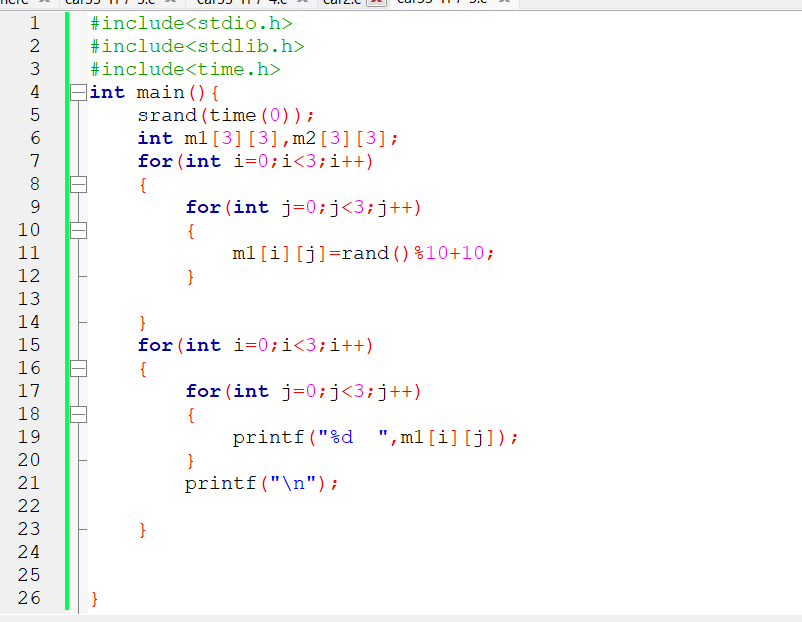 car2.c
1 #include<stdio.h>
2 #include<stdlib.h>
3 #include<time.h>
4 int main(){
5 srand(time(0));
6 int m1[3][3],m2[3][3];
7 for(int i=0;i<3;i++)
8 {
9 for(int j=0;j<3;j++)
10 {
11 m1[i][j]=rand()%10+10;
12 }
13
14 }
15 for(int i=0;i<3;i++)
16 {
17 for(int j=0;j<3;j++)
18 {
19 printf("%d  ",m1[i][j]);
20 }
21 printf("\n");
22
23 }
24
25
26 }